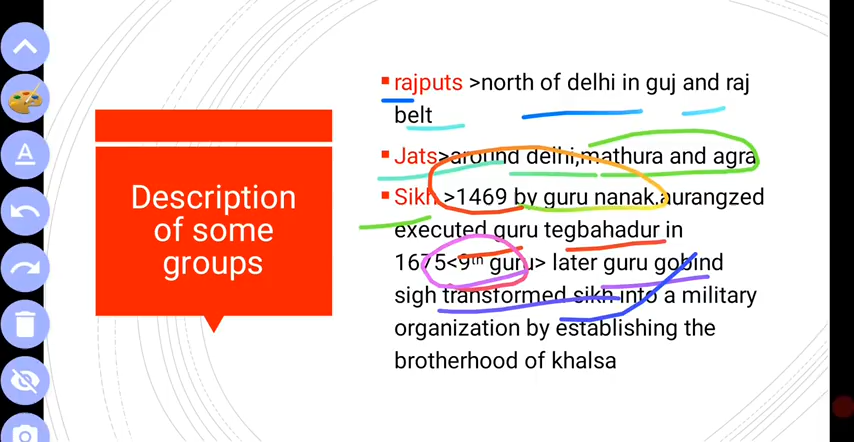 Description
of some
groups
rajputs >north of delhi in guj and raj
belt
Jats>around delhi,mathura and agra
Sikh >1469 by guru nanak.aurangzed
executed guru tegbahadur in
1675<9th guru> later guru gobind
sigh transformed sikh into a military
organization by establishing the
brotherhood of khalsa
A